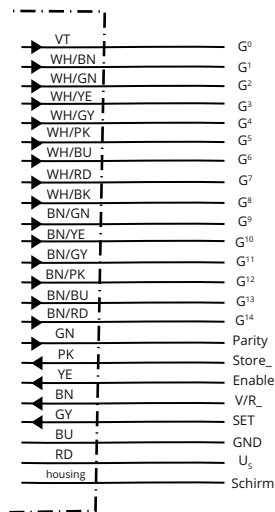 VT G⁰
WH/BN G¹
WH/GN G²
WH/YE G³
WH/GY G⁴
WH/PK G⁵
WH/BU G⁶
WH/RD G⁷
WH/BK G⁸
BN/GN G⁹
BN/YE G¹⁰
BN/GY G¹¹
BN/PK G¹²
BN/BU G¹³
BN/RD G¹⁴
GN Parity
PK Store_
YE Enable
BN V/R_
GY SET
BU GND
RD Uₛ
housing Schirm